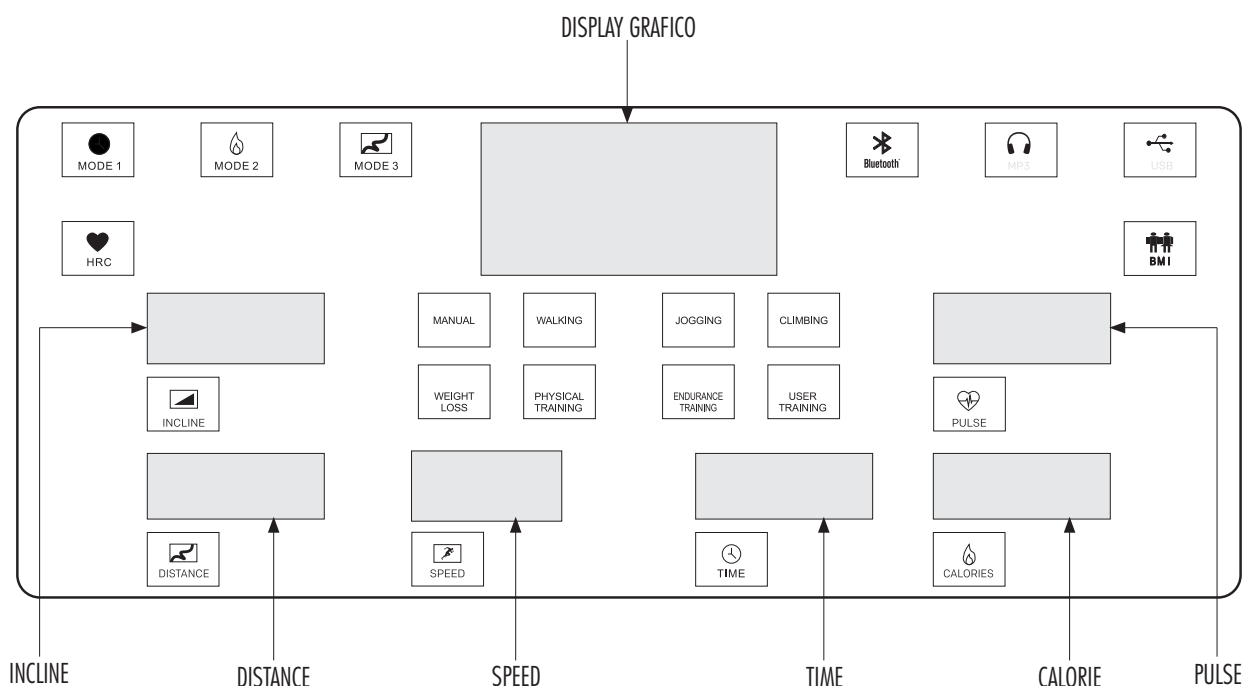 DISPLAY GRAFICO
MODE 1
MODE 2
MODE 3
Bluetooth
MP3
USB
HRC
BMI
MANUAL
WALKING
JOGGING
CLIMBING
WEIGHT
LOSS
PHYSICAL
TRAINING
ENDURANCE
TRAINING
USER
TRAINING
INCLINE
PULSE
DISTANCE
SPEED
TIME
CALORIES
INCLINE
DISTANCE
SPEED
TIME
CALORIE
PULSE